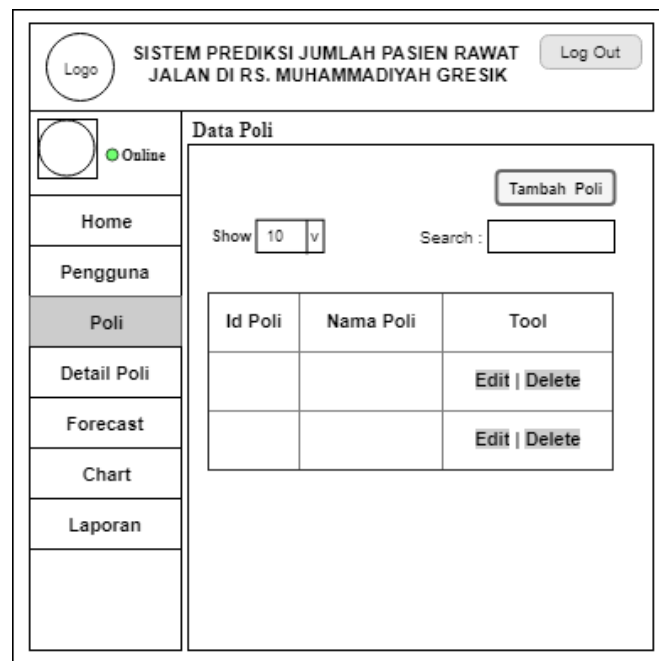 Logo
SISTEM PREDIKSI JUMLAH PASIEN RAWAT
JALAN DI RS. MUHAMMADIYAH GRESIK
Log Out
Online
Home
Pengguna
Poli
Detail Poli
Forecast
Chart
Laporan
Data Poli
Tambah Poli
Show 10 v
Search :
Id Poli Nama Poli Tool
Edit | Delete
Edit | Delete